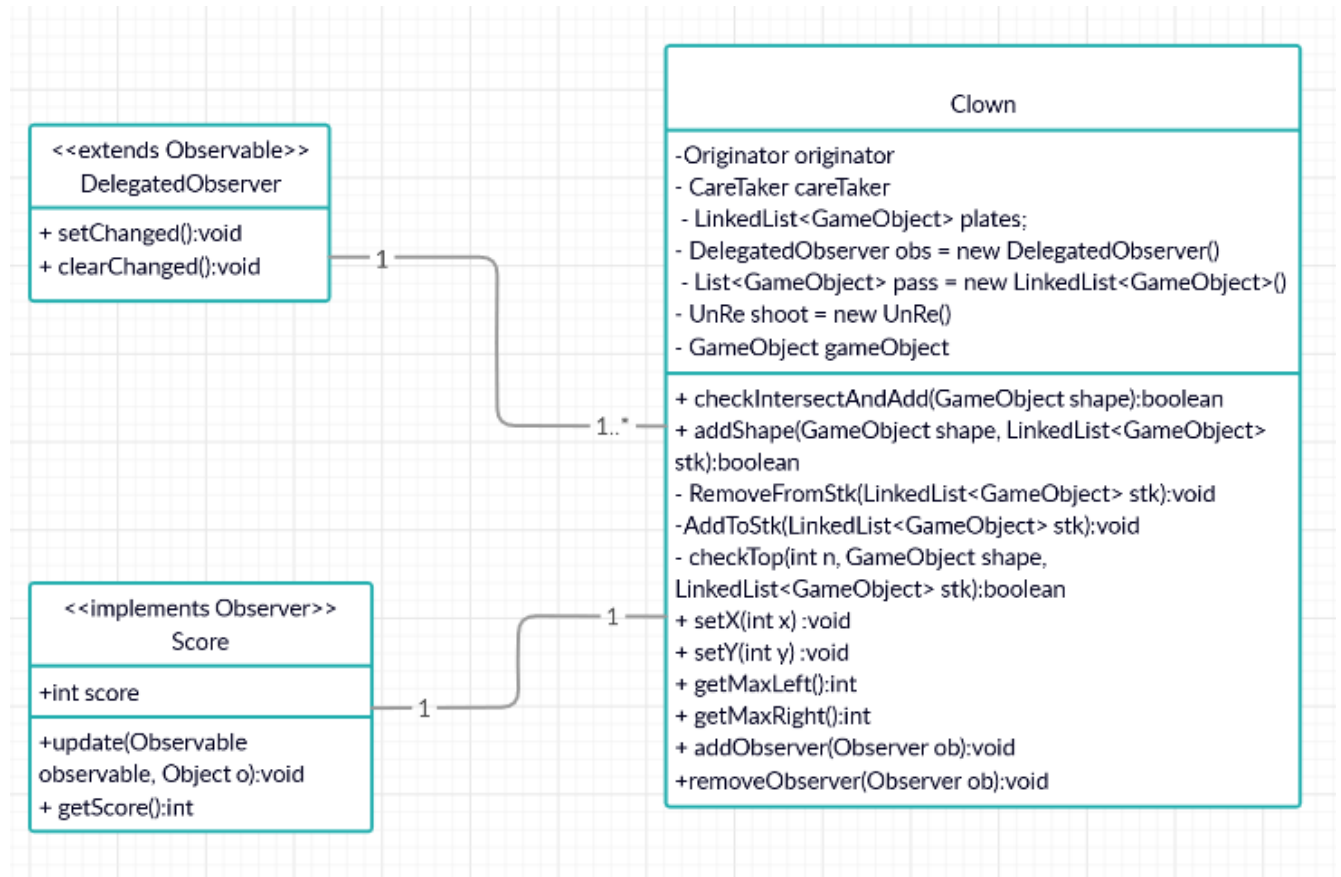 <<extends Observable>>
DelegatedObserver
+ setChanged():void
+ clearChanged():void
1
1..*
Clown
-Originator originator
- CareTaker careTaker
- LinkedList<GameObject> plates;
- DelegatedObserver obs = new DelegatedObserver()
- List<GameObject> pass = new LinkedList<GameObject>()
- UnRe shoot = new UnRe()
- GameObject gameObject
+ checkIntersectAndAdd(GameObject shape):boolean
+ addShape(GameObject shape, LinkedList<GameObject>
stk):boolean
- RemoveFromStk(LinkedList<GameObject> stk):void
-AddToStk(LinkedList<GameObject> stk):void
- checkTop(int n, GameObject shape,
LinkedList<GameObject> stk):boolean
+ setX(int x) :void
+ setY(int y) :void
+ getMaxLeft():int
+ getMaxRight():int
+ addObserver(Observer ob):void
+removeObserver(Observer ob):void
<<implements Observer>>
Score
+int score
+update(Observable
observable, Object o):void
+ getScore():int
1
1